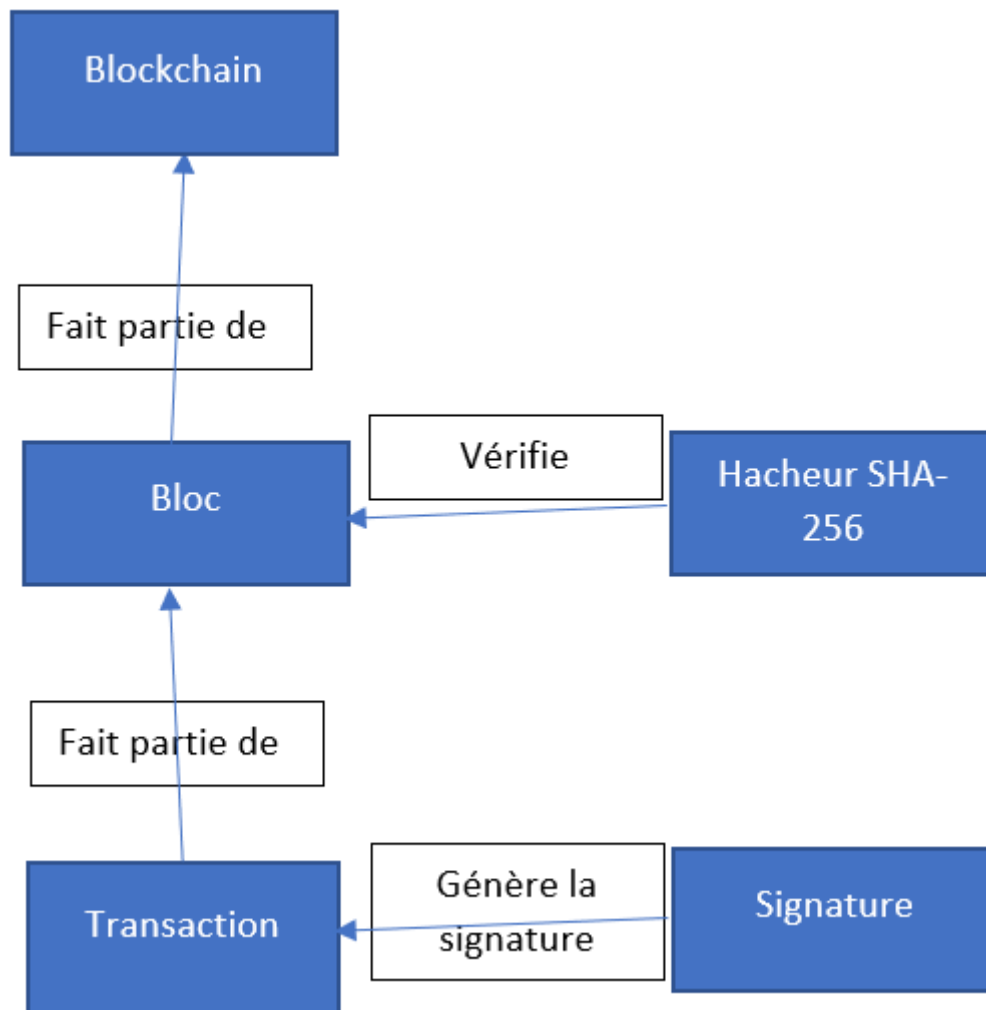 Blockchain
Fait partie de
Vérifie
Bloc
Hacheur SHA-
256
Fait partie de
Transaction
Génère la
signature
Signature